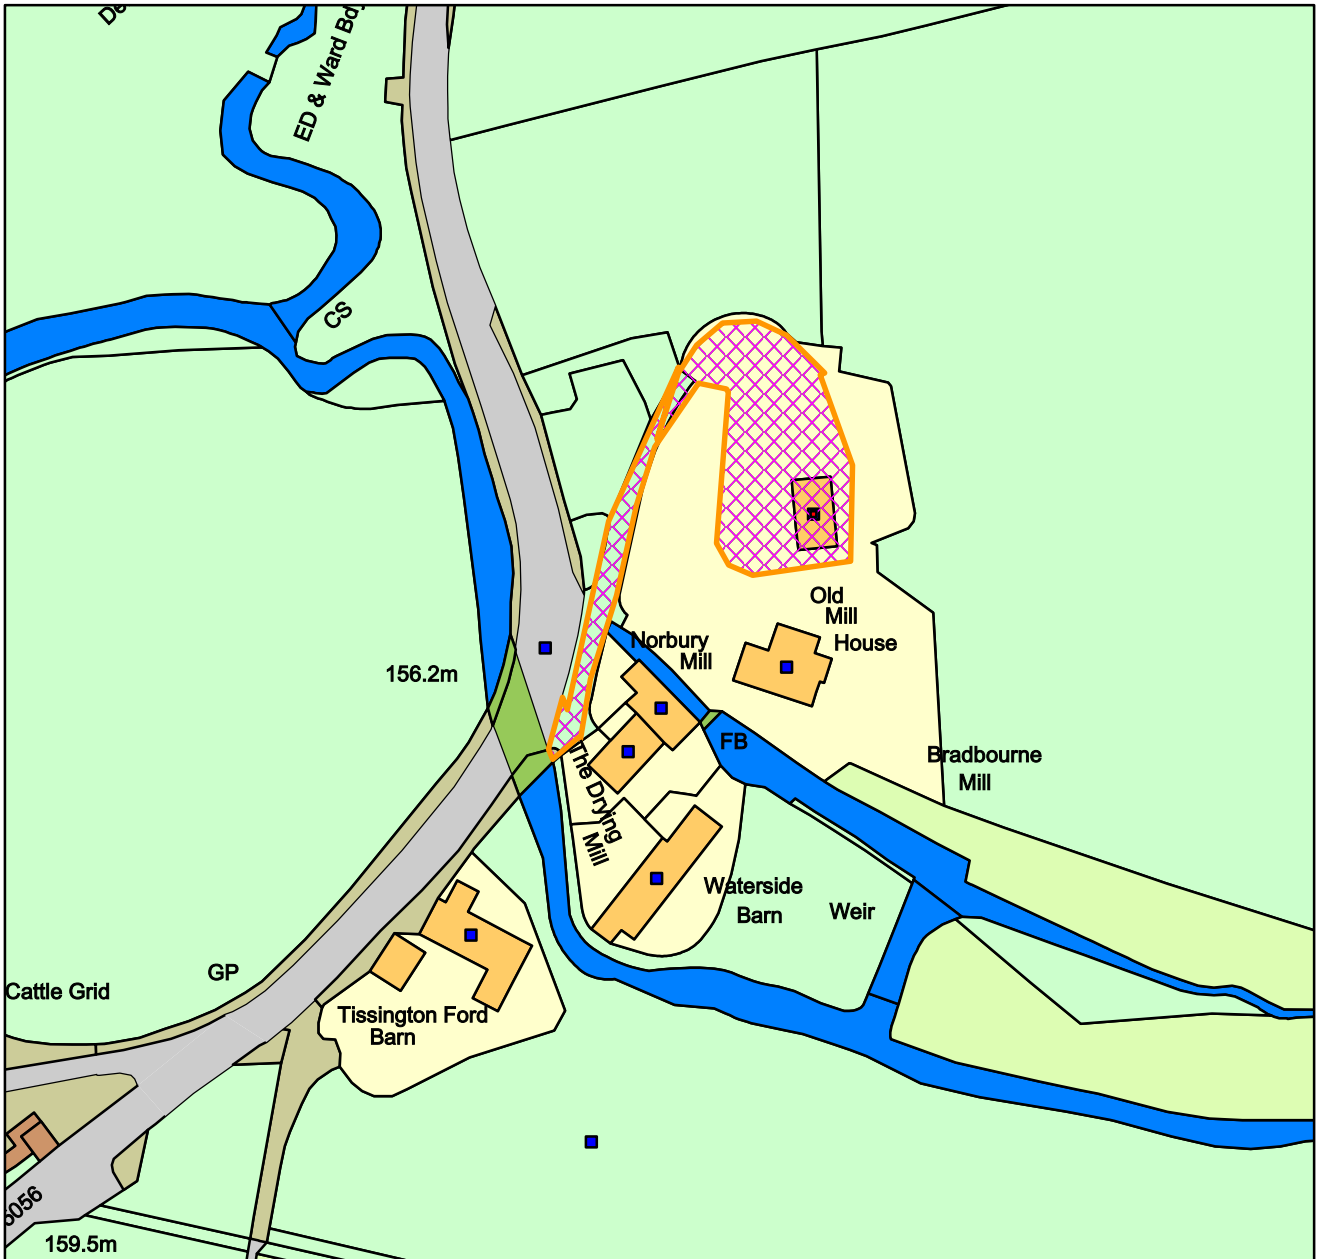 ED & Ward Bdy
CS
Old
Mill
House
Norbury
Mill
156.2m
FB
Bradbourne
Mill
The Drying
Mill
Waterside
Barn
Weir
GP
Cattle Grid
Tissington Ford
Barn
5056
159.5m